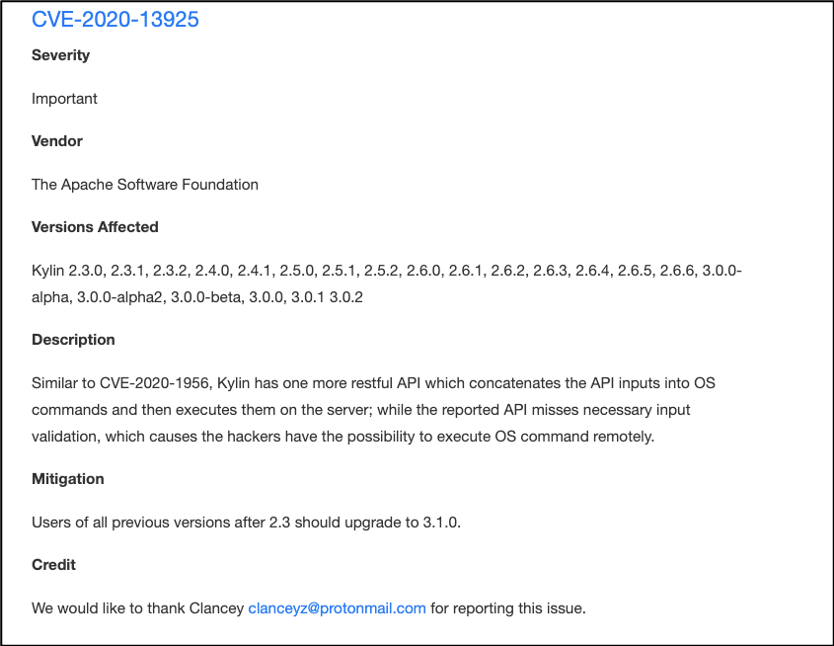 CVE-2020-13925
Severity
Important
Vendor
The Apache Software Foundation
Versions Affected
Kylin 2.3.0, 2.3.1, 2.3.2, 2.4.0, 2.4.1, 2.5.0, 2.5.1, 2.5.2, 2.6.0, 2.6.1, 2.6.2, 2.6.3, 2.6.4, 2.6.5, 2.6.6, 3.0.0-
alpha, 3.0.0-alpha2, 3.0.0-beta, 3.0.0, 3.0.1 3.0.2
Description
Similar to CVE-2020-1956, Kylin has one more restful API which concatenates the API inputs into OS
commands and then executes them on the server; while the reported API misses necessary input
validation, which causes the hackers have the possibility to execute OS command remotely.
Mitigation
Users of all previous versions after 2.3 should upgrade to 3.1.0.
Credit
We would like to thank Clancey clanceyz@protonmail.com for reporting this issue.